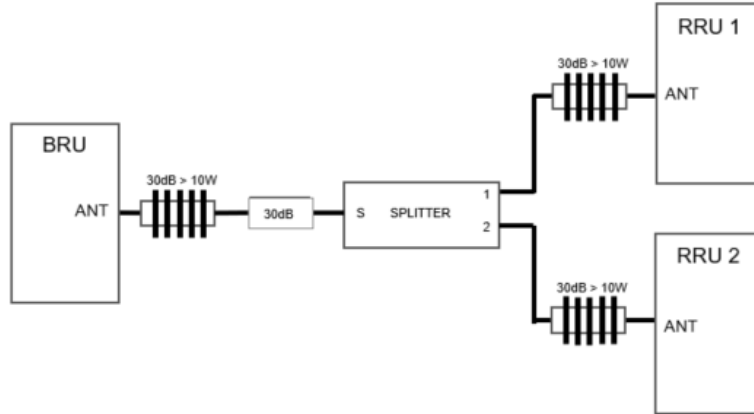 RRU 1
30dB > 10W
ANT
BRU
30dB > 10W
ANT
30dB
S SPLITTER 1
2
RRU 2
30dB > 10W
ANT